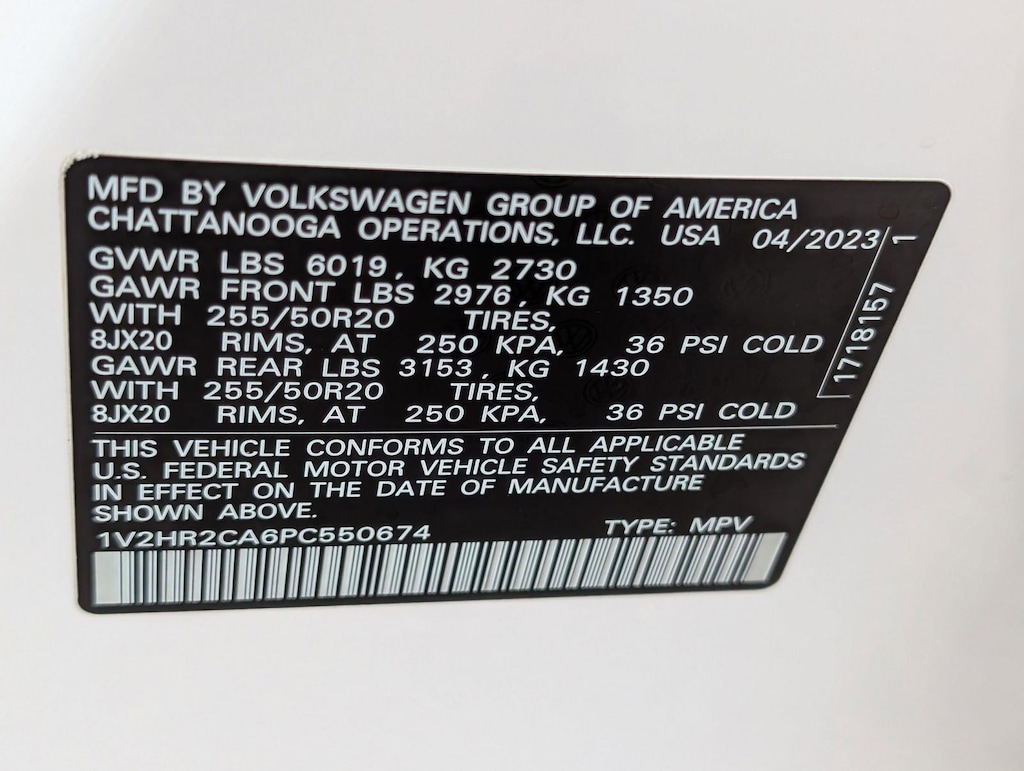 MFD BY VOLKSWAGEN GROUP OF AMERICA
CHATTANOOGA OPERATIONS, LLC. USA 04/2023
GVWR LBS 6019, KG 2730
GAWR FRONT LBS 2976, KG 1350
WITH 255/50R20 TIRES,
8JX20 RIMS, AT 250 KPA, 36 PSI COLD
GAWR REAR LBS 3153, KG 1430
WITH 255/50R20 TIRES,
8JX20 RIMS, AT 250 KPA, 36 PSI COLD
THIS VEHICLE CONFORMS TO ALL APPLICABLE
U.S. FEDERAL MOTOR VEHICLE SAFETY STANDARDS
IN EFFECT ON THE DATE OF MANUFACTURE
SHOWN ABOVE.
1V2HR2CA6PC550674 TYPE: MPV
1718157 1